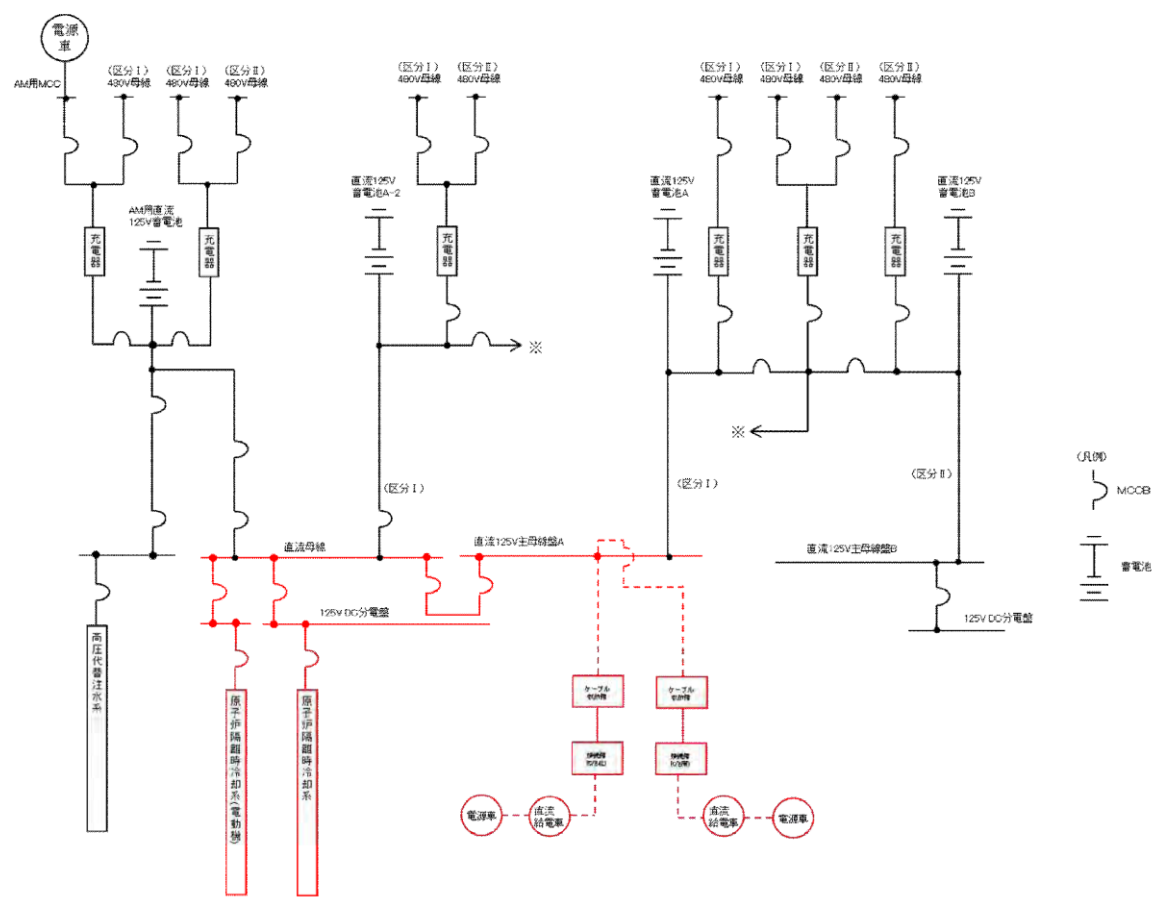 電源
車
AM用MCC
(区分Ⅰ)
480V母線
(区分Ⅰ)
480V母線
(区分Ⅱ)
480V母線
(区分Ⅰ)
480V母線
(区分Ⅱ)
480V母線
(区分Ⅰ)
480V母線
(区分Ⅰ)
480V母線
(区分Ⅱ)
480V母線
(区分Ⅱ)
480V母線
AM用直流
125V蓄電池
直流125V
蓄電池A-2
直流125V
蓄電池A
直流125V
蓄電池B
充電器
充電器
充電器
充電器
充電器
充電器
※
※
(区分Ⅰ)
(区分Ⅰ)
(区分Ⅱ)
(凡例)
MCCB
蓄電池
直流母線
直流125V主母線盤A
直流125V主母線盤B
125V DC分電盤
125V DC分電盤
高圧代替注水系
原子炉隔離時冷却系(電動機)
原子炉隔離時冷却系
ケーブル
ケーブル
電源車
直流
給電車
直流
給電車
電源車